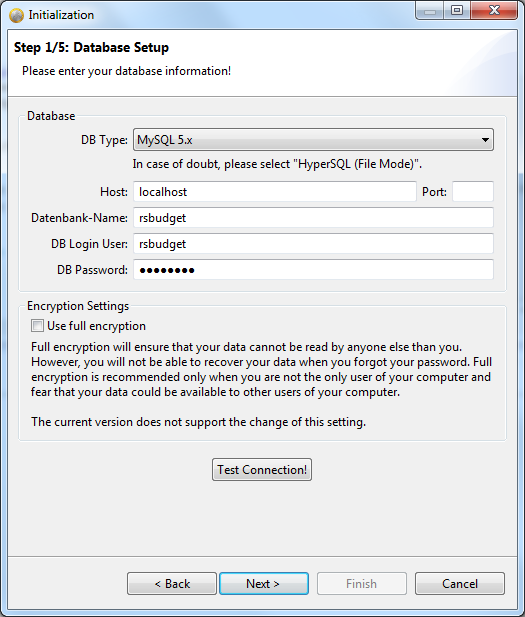 Initialization
Step 1/5: Database Setup
Please enter your database information!
Database
DB Type: MySQL 5.x
In case of doubt, please select "HyperSQL (File Mode)".
Host: localhost Port:
Datenbank-Name: rsbudget
DB Login User: rsbudget
DB Password: ●●●●●●●●
Encryption Settings
Use full encryption
Full encryption will ensure that your data cannot be read by anyone else than you.
However, you will not be able to recover your data when you forgot your password. Full
encryption is recommended only when you are not the only user of your computer and
fear that your data could be available to other users of your computer.
The current version does not support the change of this setting.
Test Connection!
< Back Next > Finish Cancel